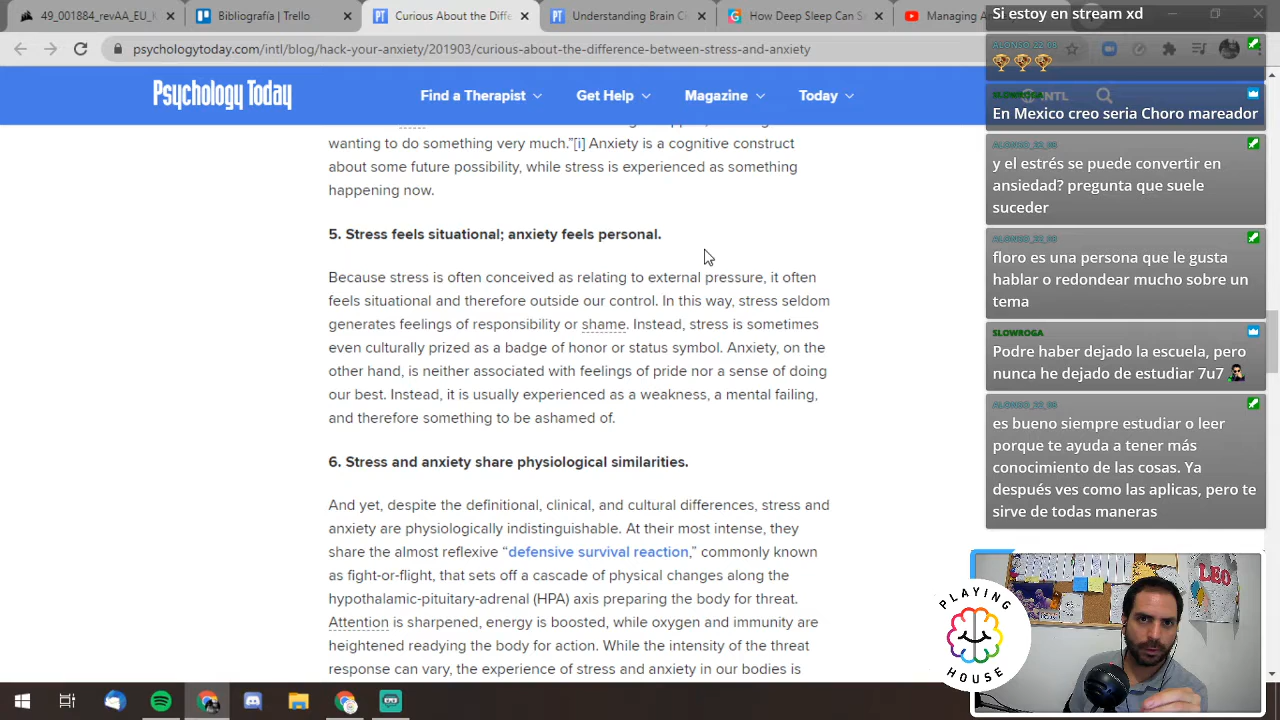 49_001884_revAA_EU_K
Bibliografía | Trello
Curious About the Diffe
Understanding Brain Ch
How Deep Sleep Can S
Managing A
psychologytoday.com/intl/blog/hack-your-anxiety/201903/curious-about-the-difference-between-stress-and-anxiety
Psychology Today
Find a Therapist
Get Help
Magazine
Today
INTL
wanting to do something very much.”[i] Anxiety is a cognitive construct
about some future possibility, while stress is experienced as something
happening now.
5. Stress feels situational; anxiety feels personal.
Because stress is often conceived as relating to external pressure, it often
feels situational and therefore outside our control. In this way, stress seldom
generates feelings of responsibility or shame. Instead, stress is sometimes
even culturally prized as a badge of honor or status symbol. Anxiety, on the
other hand, is neither associated with feelings of pride nor a sense of doing
our best. Instead, it is usually experienced as a weakness, a mental failing,
and therefore something to be ashamed of.
6. Stress and anxiety share physiological similarities.
And yet, despite the definitional, clinical, and cultural differences, stress and
anxiety are physiologically indistinguishable. At their most intense, they
share the almost reflexive “defensive survival reaction,” commonly known
as fight-or-flight, that sets off a cascade of physical changes along the
hypothalamic-pituitary-adrenal (HPA) axis preparing the body for threat.
Attention is sharpened, energy is boosted, while oxygen and immunity are
heightened readying the body for action. While the intensity of the threat
response can vary, the experience of stress and anxiety in our bodies is
Si estoy en stream xd
SLOWROGA
En Mexico creo seria Choro mareador
y el estrés se puede convertir en
ansiedad? pregunta que suele
suceder
floro es una persona que le gusta
hablar o redondear mucho sobre un
tema
SLOWROGA
Podre haber dejado la escuela, pero
nunca he dejado de estudiar 7u7
es bueno siempre estudiar o leer
porque te ayuda a tener más
conocimiento de las cosas. Ya
después ves como las aplicas, pero te
sirve de todas maneras
LEO
PLAYING
HOUSE